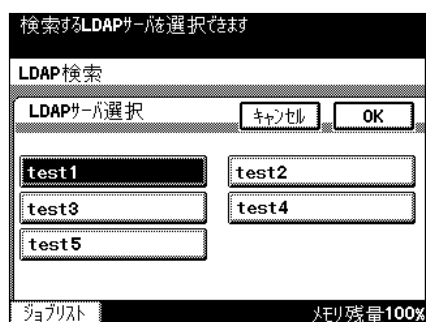 検索するLDAPサーバを選択できます
LDAP検索
LDAPサーバ選択 キャンセル OK
test1 test2
test3 test4
test5
ジョブリスト メモリ残量100%